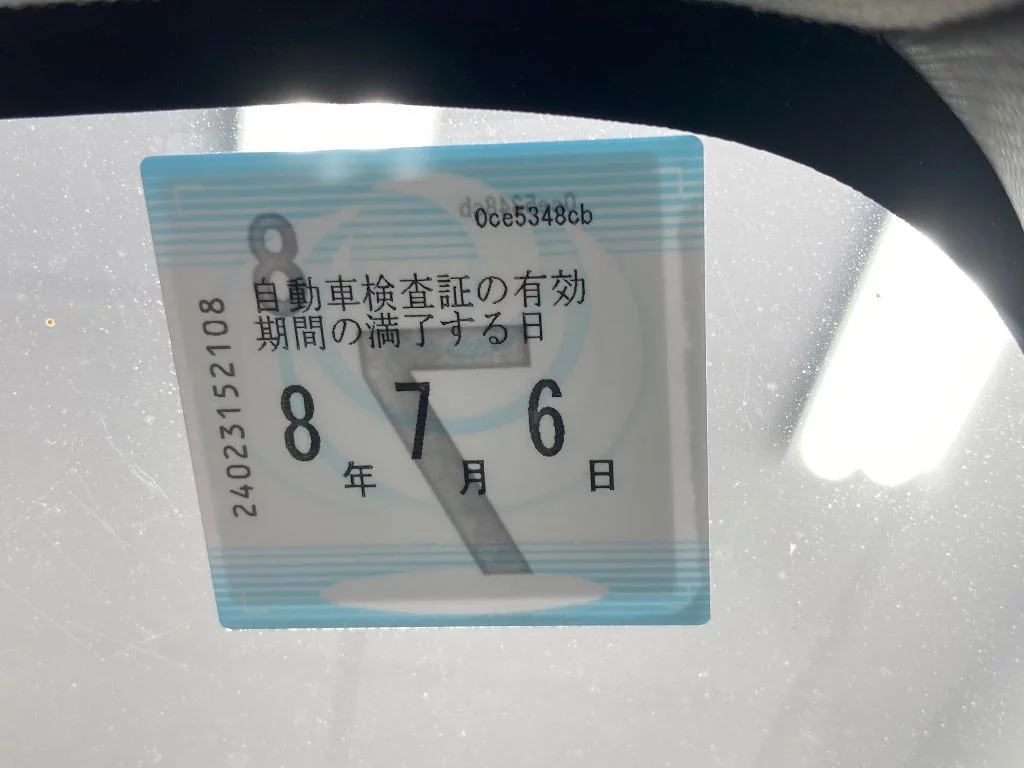 0ce5348cb
8
自動車検査証の有効
期間の満了する日
8年7月6日
7
24023152108